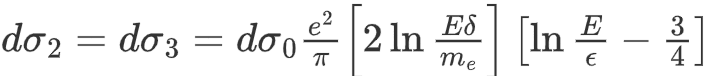 dσ₂ = dσ₃ = dσ₀ e²/π [2 ln Eδ/mₑ] [ln E/ϵ − 3/4]